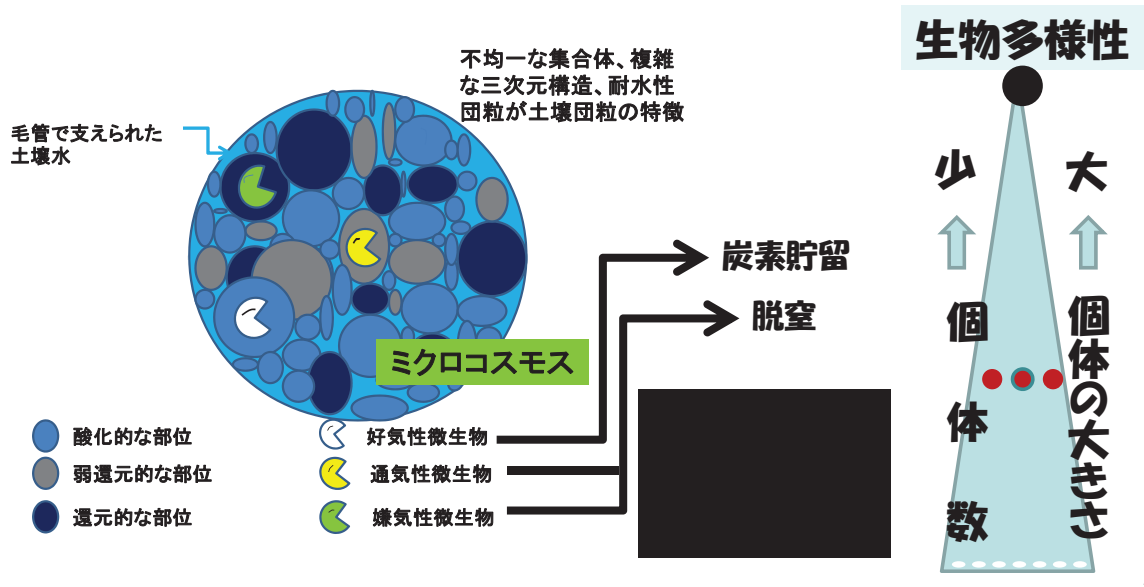 不均一な集合体、複雑
な三次元構造、耐水性
団粒が土壌団粒の特徴
毛管で支えられた
土壌水
ミクロコスモス
酸化的な部位
弱還元的な部位
還元的な部位
好気性微生物
通気性微生物
嫌気性微生物
炭素貯留
脱窒
生物多様性
少
個体数
大
個体の大きさ